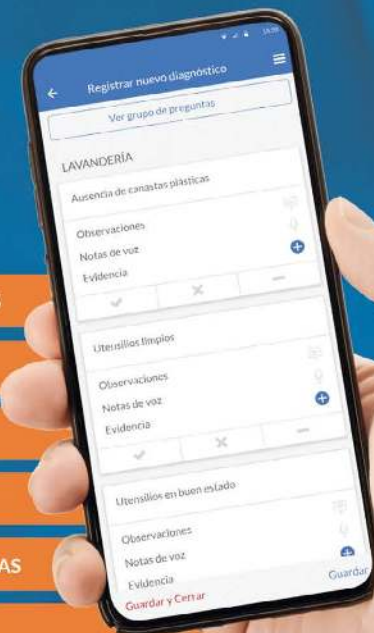 Registrar nuevo diagnóstico
Ver grupo de preguntas
LAVANDERÍA
Ausencia de canastas plásticas
Observaciones
Notas de voz
Evidencia
Utensilios limpios
Observaciones
Notas de voz
Evidencia
Utensilios en buen estado
Observaciones
Notas de voz
Evidencia
Guardar y Cerrar
Guardar
AS